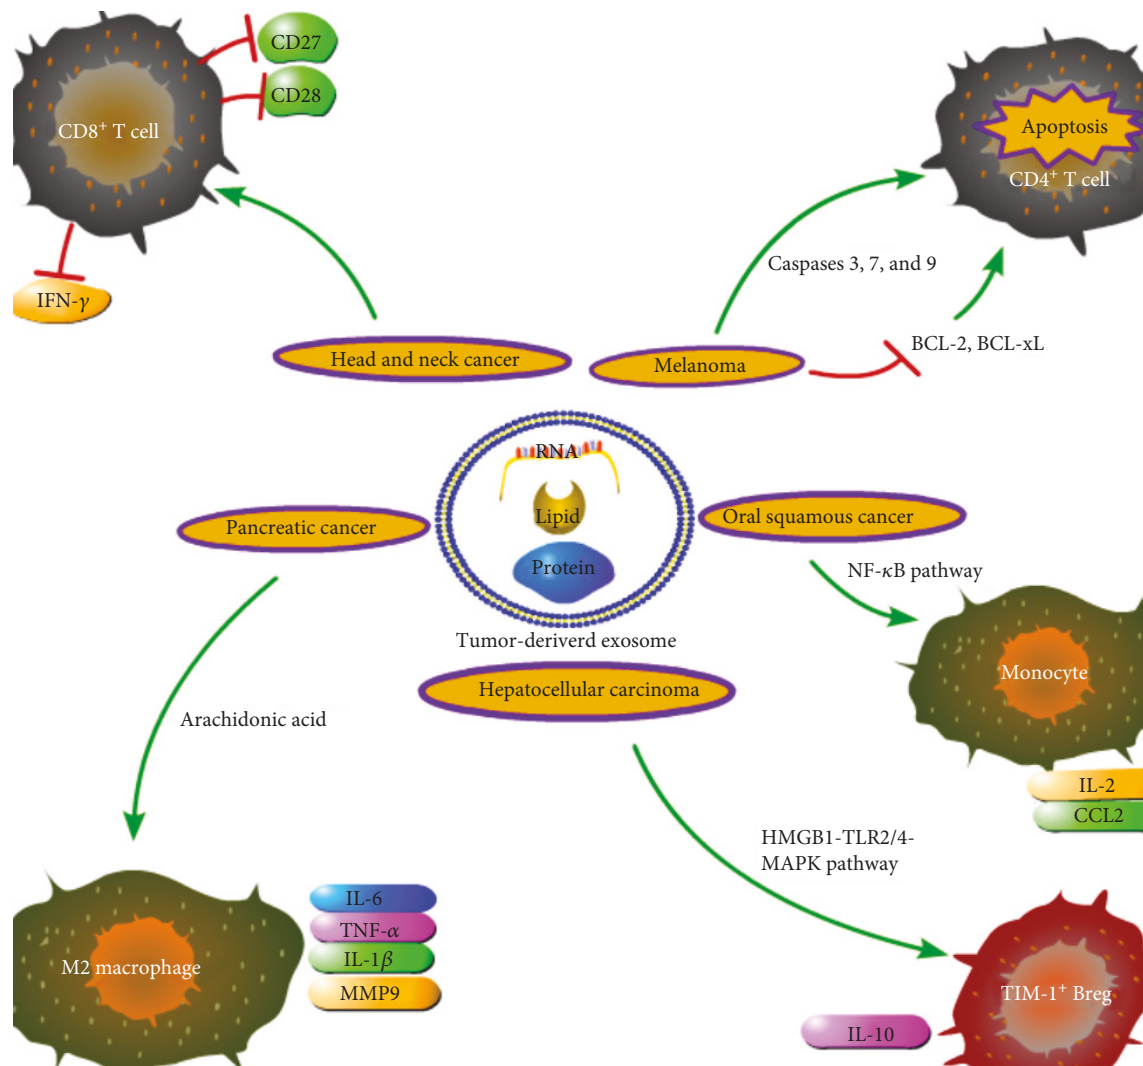 CD27
CD28
CD8+ T cell
IFN-γ
Apoptosis
CD4+ T cell
Caspases 3, 7, and 9
BCL-2, BCL-xL
Head and neck cancer
Melanoma
RNA
Lipid
Protein
Tumor-deriverd exosome
Pancreatic cancer
Oral squamous cancer
Hepatocellular carcinoma
NF-κB pathway
Monocyte
IL-2
CCL2
Arachidonic acid
HMGB1-TLR2/4-
MAPK pathway
M2 macrophage
IL-6
TNF-α
IL-1β
MMP9
TIM-1+ Breg
IL-10